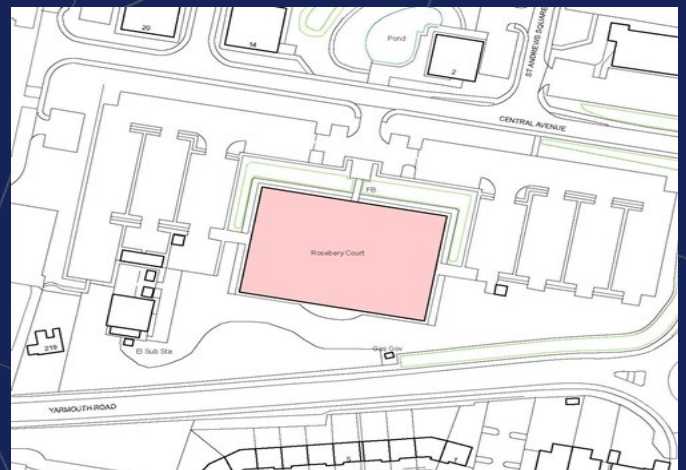 20
14
Pond
2
ST ANDREWS SQUARE
CENTRAL AVENUE
FB
Rosebery Court
219
El Sub Sta
Gas Gov
YARMOUTH ROAD
5
1